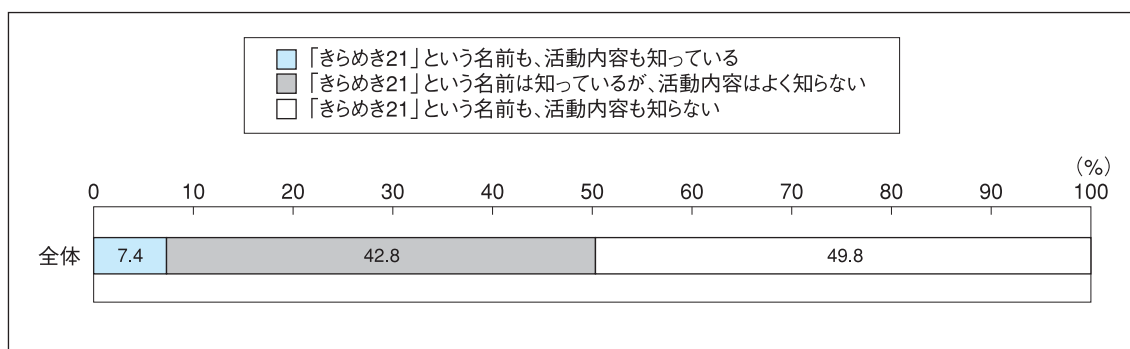 「きらめき21」という名前も、活動内容も知っている
「きらめき21」という名前は知っているが、活動内容はよく知らない
「きらめき21」という名前も、活動内容も知らない
(%)
0 10 20 30 40 50 60 70 80 90 100
全体 7.4 42.8 49.8